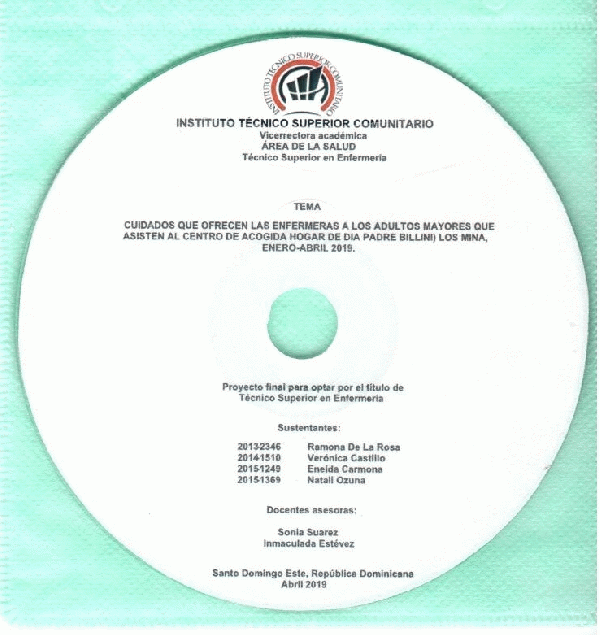 INSTITUTO TÉCNICO SUPERIOR COMUNITARIO
INSTITUTO TÉCNICO SUPERIOR COMUNITARIO
Vicerrectora académica
ÁREA DE LA SALUD
Técnico Superior en Enfermería
TEMA
CUIDADOS QUE OFRECEN LAS ENFERMERAS A LOS ADULTOS MAYORES QUE
ASISTEN AL CENTRO DE ACOGIDA HOGAR DE DIA PADRE BILLINI) LOS MINA,
ENERO-ABRIL 2019.
Proyecto final para optar por el título de
Técnico Superior en Enfermería
Sustentantes:
2013-2346 Ramona De La Rosa
2014-1510 Verónica Castillo
2015-1249 Eneida Carmona
2015-1369 Natali Ozuna
Docentes asesoras:
Sonia Suarez
Inmaculada Estévez
Santo Domingo Este, República Dominicana
Abril 2019